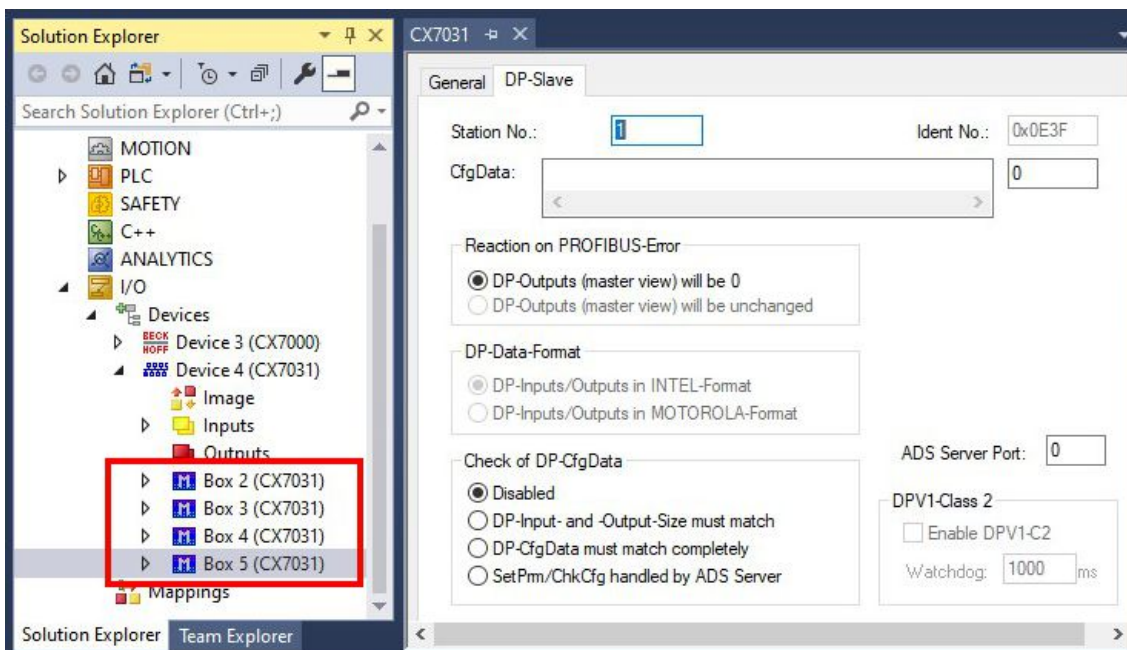 Solution Explorer
Search Solution Explorer (Ctrl+;)
MOTION
PLC
SAFETY
C++
ANALYTICS
I/O
Devices
BECK
HOFF
Device 3 (CX7000)
Device 4 (CX7031)
Image
Inputs
Outputs
Box 2 (CX7031)
Box 3 (CX7031)
Box 4 (CX7031)
Box 5 (CX7031)
Mappings
Solution Explorer Team Explorer
CX7031
General DP-Slave
Station No.: 1 Ident No.: 0x0E3F
CfgData: 0
Reaction on PROFIBUS-Error
DP-Outputs (master view) will be 0
DP-Outputs (master view) will be unchanged
DP-Data-Format
DP-Inputs/Outputs in INTEL-Format
DP-Inputs/Outputs in MOTOROLA-Format
Check of DP-CfgData
Disabled
DP-Input- and -Output-Size must match
DP-CfgData must match completely
SetPrm/ChkCfg handled by ADS Server
ADS Server Port: 0
DPV1-Class 2
Enable DPV1-C2
Watchdog: 1000 ms